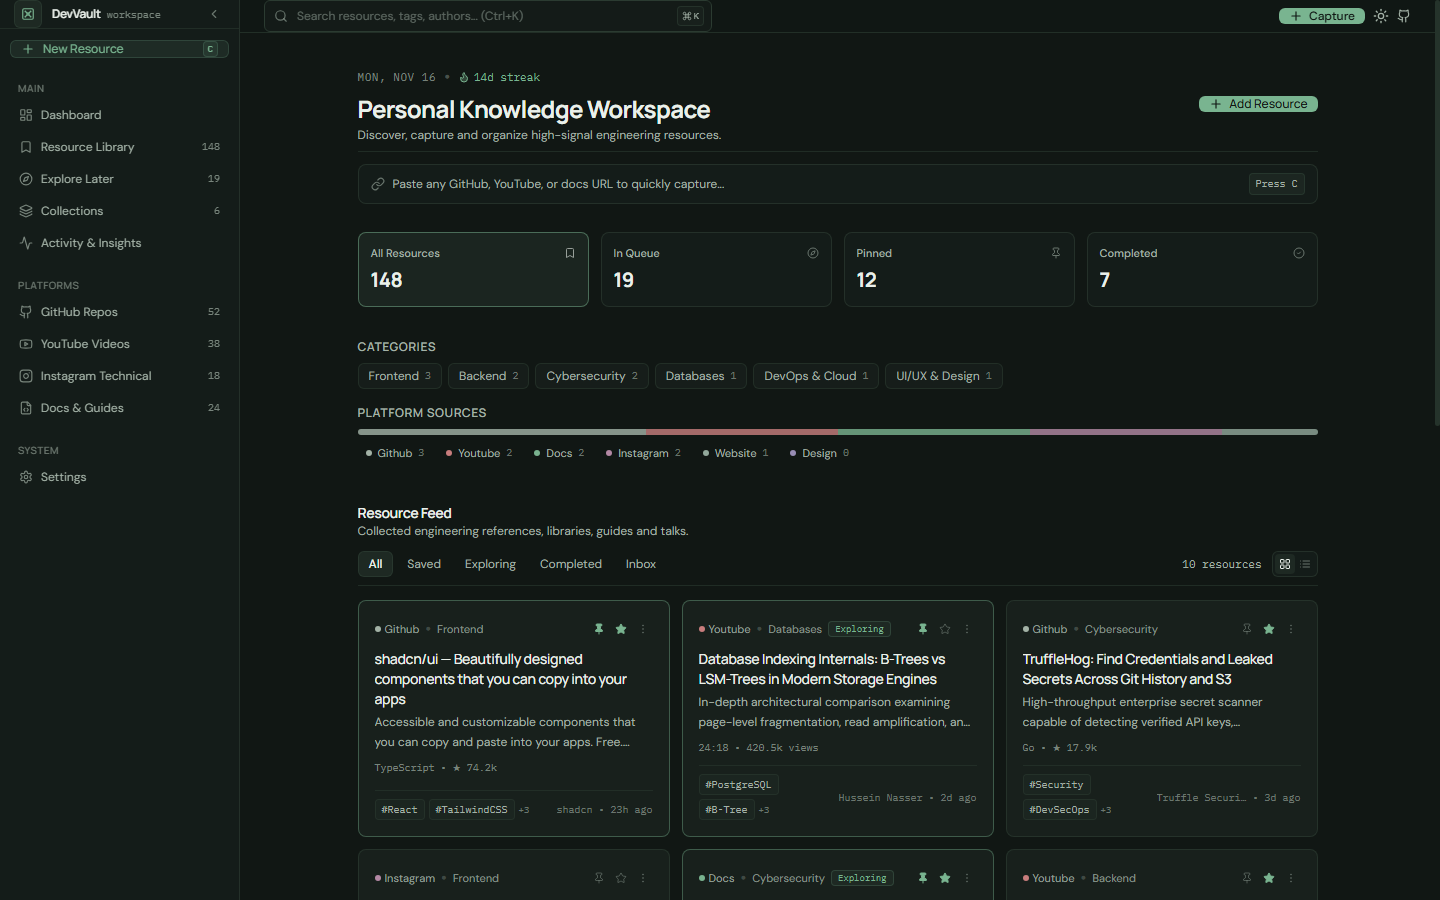 DevVault workspace
Search resources, tags, authors... (Ctrl+K)
⌘K
+ Capture
+ New Resource
C
MAIN
Dashboard
Resource Library 148
Explore Later 19
Collections 6
Activity & Insights
PLATFORMS
GitHub Repos 52
YouTube Videos 38
Instagram Technical 18
Docs & Guides 24
SYSTEM
Settings
MON, NOV 16 • 14d streak
Personal Knowledge Workspace
Discover, capture and organize high-signal engineering resources.
+ Add Resource
Paste any GitHub, YouTube, or docs URL to quickly capture...
Press C
All Resources
148
In Queue
19
Pinned
12
Completed
7
CATEGORIES
Frontend 3
Backend 2
Cybersecurity 2
Databases 1
DevOps & Cloud 1
UI/UX & Design 1
PLATFORM SOURCES
Github 3
Youtube 2
Docs 2
Instagram 2
Website 1
Design 0
Resource Feed
Collected engineering references, libraries, guides and talks.
All
Saved
Exploring
Completed
Inbox
10 resources
Github • Frontend
shadcn/ui — Beautifully designed
components that you can copy into your
apps
Accessible and customizable components that
you can copy and paste into your apps. Free....
TypeScript • ★ 74.2k
#React #TailwindCSS +3
shadcn • 23h ago
Youtube • Databases Exploring
Database Indexing Internals: B-Trees vs
LSM-Trees in Modern Storage Engines
In-depth architectural comparison examining
page-level fragmentation, read amplification, an...
24:18 • 420.5k views
#PostgreSQL
#B-Tree +3
Hussein Nasser • 2d ago
Github • Cybersecurity
TruffleHog: Find Credentials and Leaked
Secrets Across Git History and S3
High-throughput enterprise secret scanner
capable of detecting verified API keys,...
Go • ★ 17.9k
#Security
#DevSecOps +3
Truffle Securi... • 3d ago
Instagram • Frontend
Docs • Cybersecurity Exploring
Youtube • Backend